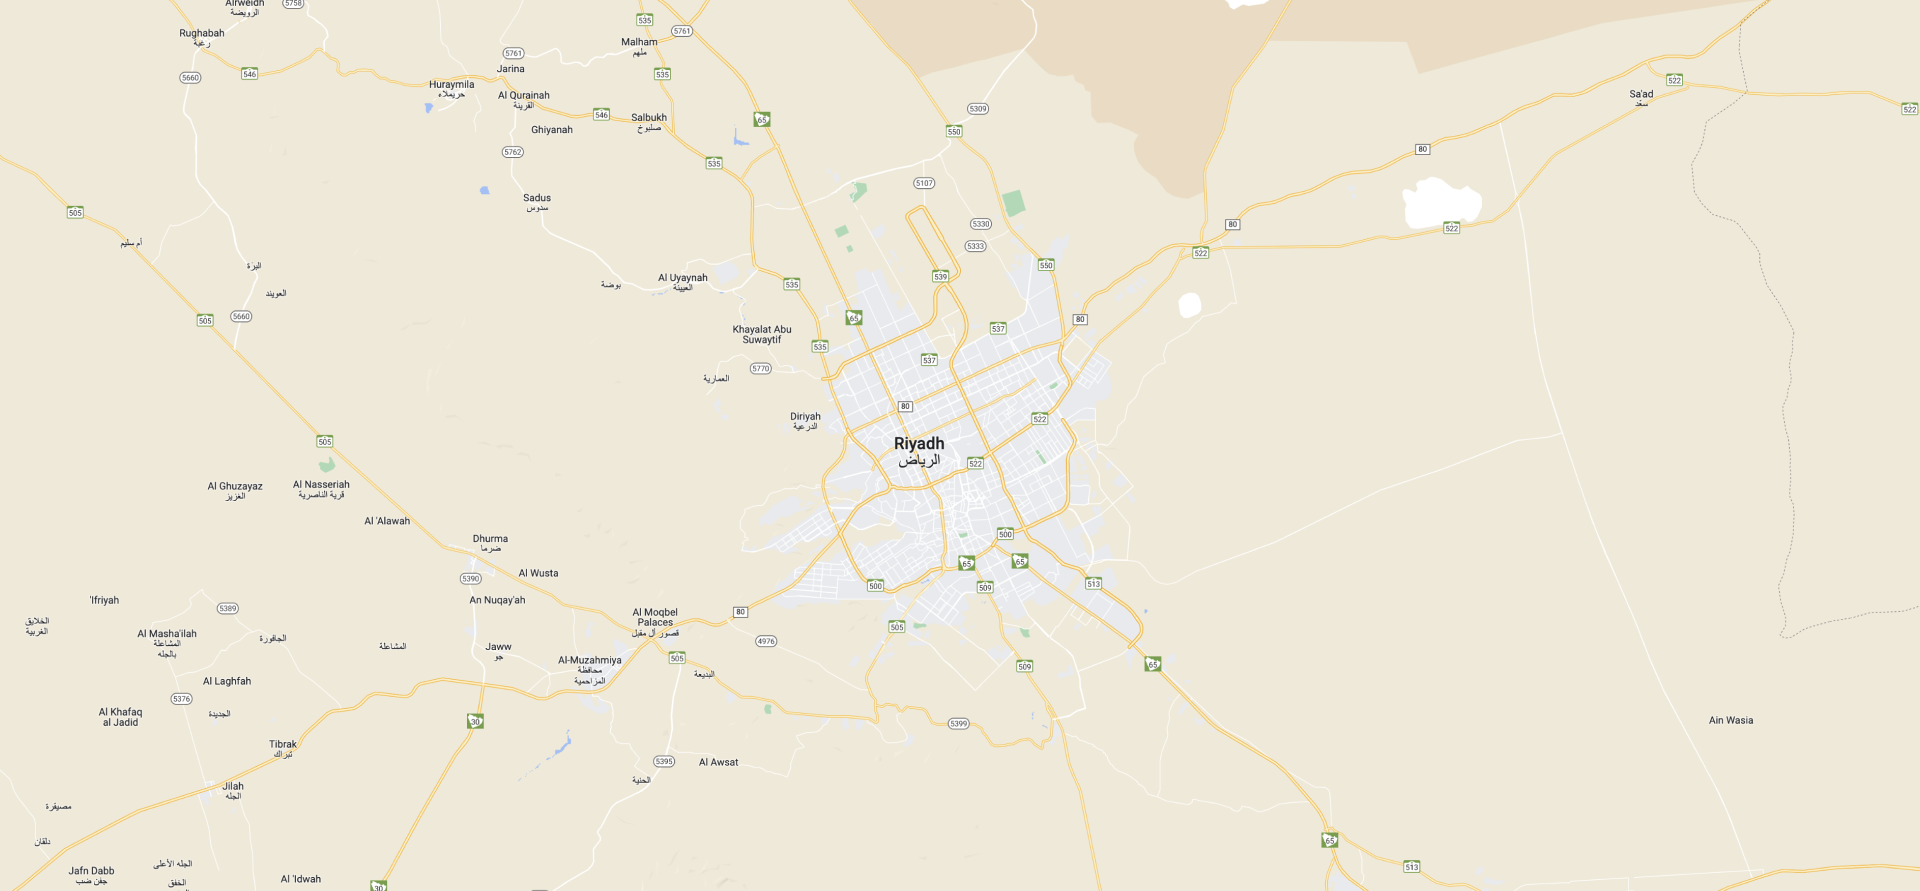 Alrweidh
الرويضة
5758
Rughabah
رغبة
5660
546
535
5761
Malham
ملهم
535
5761
Jarina
Huraymila
حريملاء
Al Qurainah
القرينة
546
Salbukh
صلبوخ
Ghiyanah
5762
535
65
5309
550
522
Sa'ad
سعد
522
80
505
أم سليم
Sadus
سدوس
5107
5330
5333
80
522
522
البزة
العويند
5660
505
بوضة
Al Uyaynah
العيينة
535
539
550
65
537
80
Khayalat Abu
Suwaytif
535
537
5770
العمارية
80
Diriyah
الدرعية
522
Riyadh
الرياض
522
505
Al Ghuzayaz
الغزيز
Al Nasseriah
قرية الناصرية
Al 'Alawah
Dhurma
ضرما
5390
Al Wusta
An Nuqay'ah
500
65
65
500
509
513
'Ifriyah
5389
الخلايق
الغربية
Al Masha'ilah
المشاعلة
بالجله
الجافورة
المشاعلة
Jaww
جو
Al Moqbel
Palaces
قصور آل مقبل
80
4976
505
Al-Muzahmiya
محافظة
المزاحمية
505
البديعة
509
65
Al Laghfah
5376
Al Khafaq
al Jadid
الجديدة
30
5399
Ain Wasia
Tibrak
تبراك
5395
Al Awsat
الحنية
Jilah
الجله
مصيقرة
دلقان
65
513
Jafn Dabb
جفن ضب
الجله الأعلى
الخفق
Al 'Idwah
30